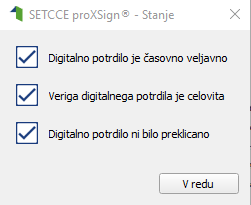 SETCCE proXSign® - Stanje
Digitalno potrdilo je časovno veljavno
Veriga digitalnega potrdila je celovita
Digitalno potrdilo ni bilo preklicano
V redu